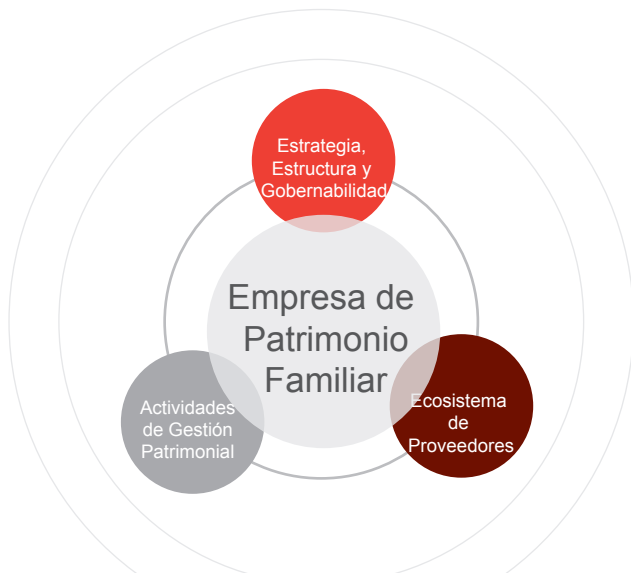 Estrategia,
Estructura y
Gobernabilidad
Empresa de
Patrimonio
Familiar
Actividades
de Gestión
Patrimonial
Ecosistema
de
Proveedores